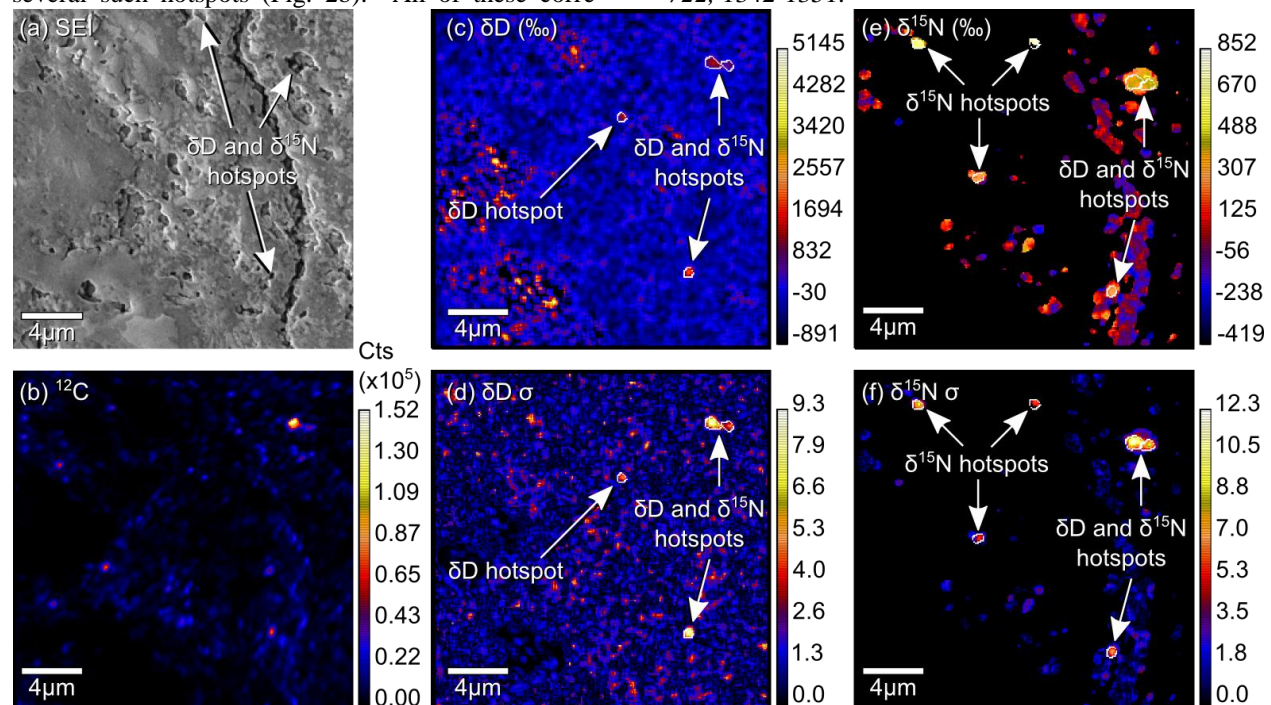 several such hotspots (Fig. 2b). All of these corre- 722, 1342-1351.
(a) SEI
δD and δ¹⁵N
hotspots
4µm
(b) ¹²C
4µm
Cts
(x10⁵)
1.52
1.30
1.09
0.87
0.65
0.43
0.22
0.00
(c) δD (‰)
δD and δ¹⁵N
hotspots
δD hotspot
4µm
5145
4282
3420
2557
1694
832
-30
-891
(d) δD σ
δD and δ¹⁵N
hotspots
δD hotspot
4µm
9.3
7.9
6.6
5.3
4.0
2.6
1.3
0.0
(e) δ¹⁵N (‰)
δ¹⁵N hotspots
δD and δ¹⁵N
hotspots
4µm
852
670
488
307
125
-56
-238
-419
(f) δ¹⁵N σ
δ¹⁵N hotspots
δD and δ¹⁵N
hotspots
4µm
12.3
10.5
8.8
7.0
5.3
3.5
1.8
0.0